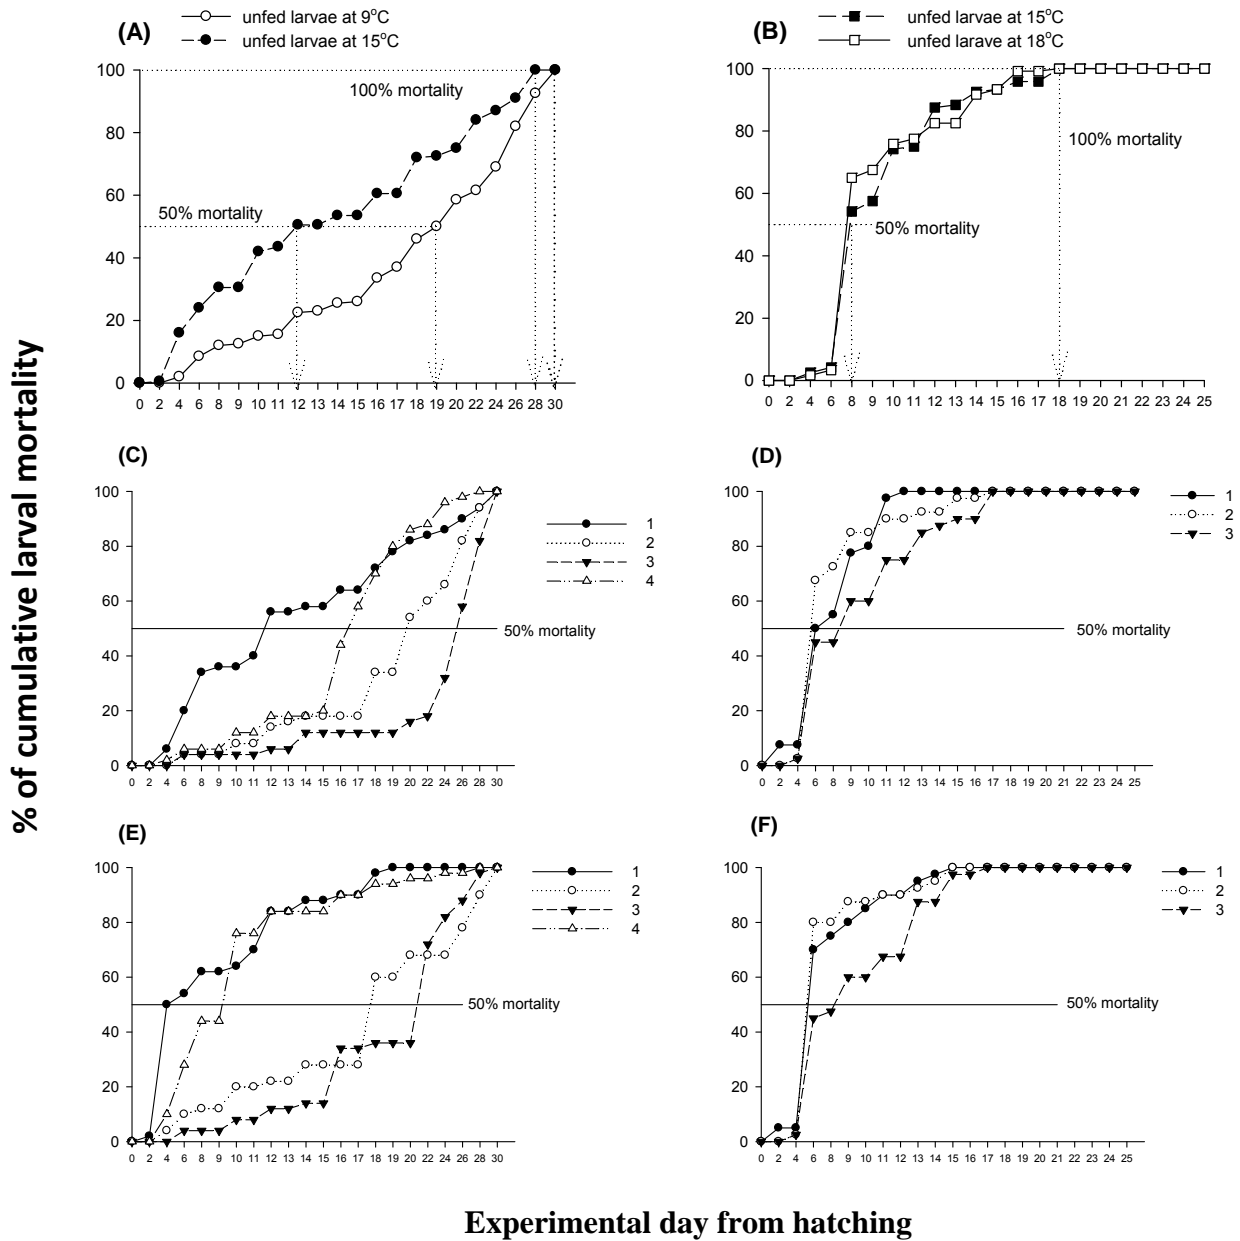 (A)
unfed larvae at 9°C
unfed larvae at 15°C
100
80
60
40
20
0
100% mortality
50% mortality
0 2 4 6 8 9 10 11 12 13 14 15 16 17 18 19 20 22 24 26 28 30
(B)
unfed larvae at 15°C
unfed larave at 18°C
100
80
60
40
20
0
100% mortality
50% mortality
0 2 4 6 8 9 10 11 12 13 14 15 16 17 18 19 20 21 22 23 24 25
% of cumulative larval mortality
(C)
100
80
60
40
20
0
1
2
3
4
50% mortality
0 2 4 6 8 9 10 11 12 13 14 15 16 17 18 19 20 22 24 26 28 30
(D)
100
80
60
40
20
0
1
2
3
50% mortality
0 2 4 6 8 9 10 11 12 13 14 15 16 17 18 19 20 21 22 23 24 25
(E)
100
80
60
40
20
0
1
2
3
4
50% mortality
0 2 4 6 8 9 10 11 12 13 14 15 16 17 18 19 20 22 24 26 28 30
(F)
100
80
60
40
20
0
1
2
3
50% mortality
0 2 4 6 8 9 10 11 12 13 14 15 16 17 18 19 20 21 22 23 24 25
Experimental day from hatching